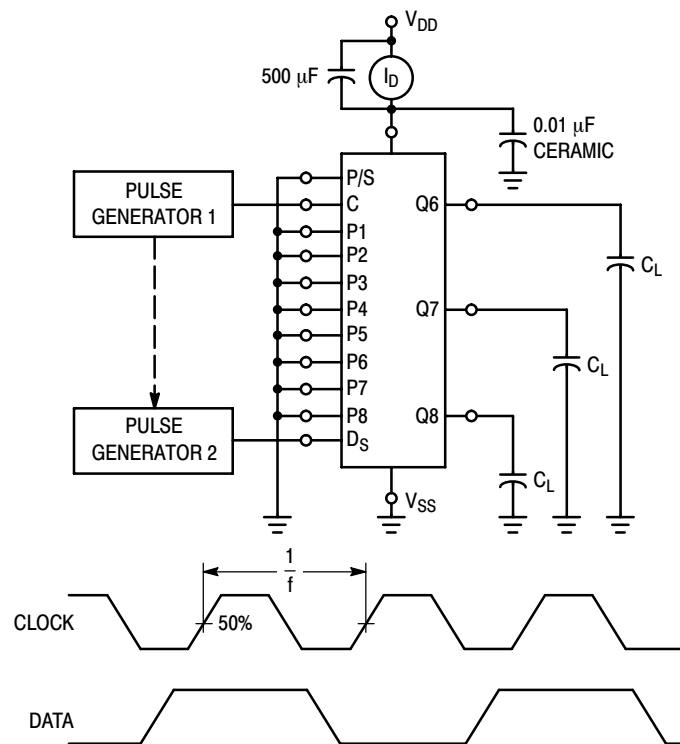 V_DD
500 μF
I_D
0.01 μF
CERAMIC
PULSE
GENERATOR 1
P/S
C
P1
P2
P3
P4
P5
P6
P7
P8
D_S
Q6
Q7
Q8
C_L
C_L
C_L
PULSE
GENERATOR 2
V_SS
1
f
CLOCK
50%
DATA